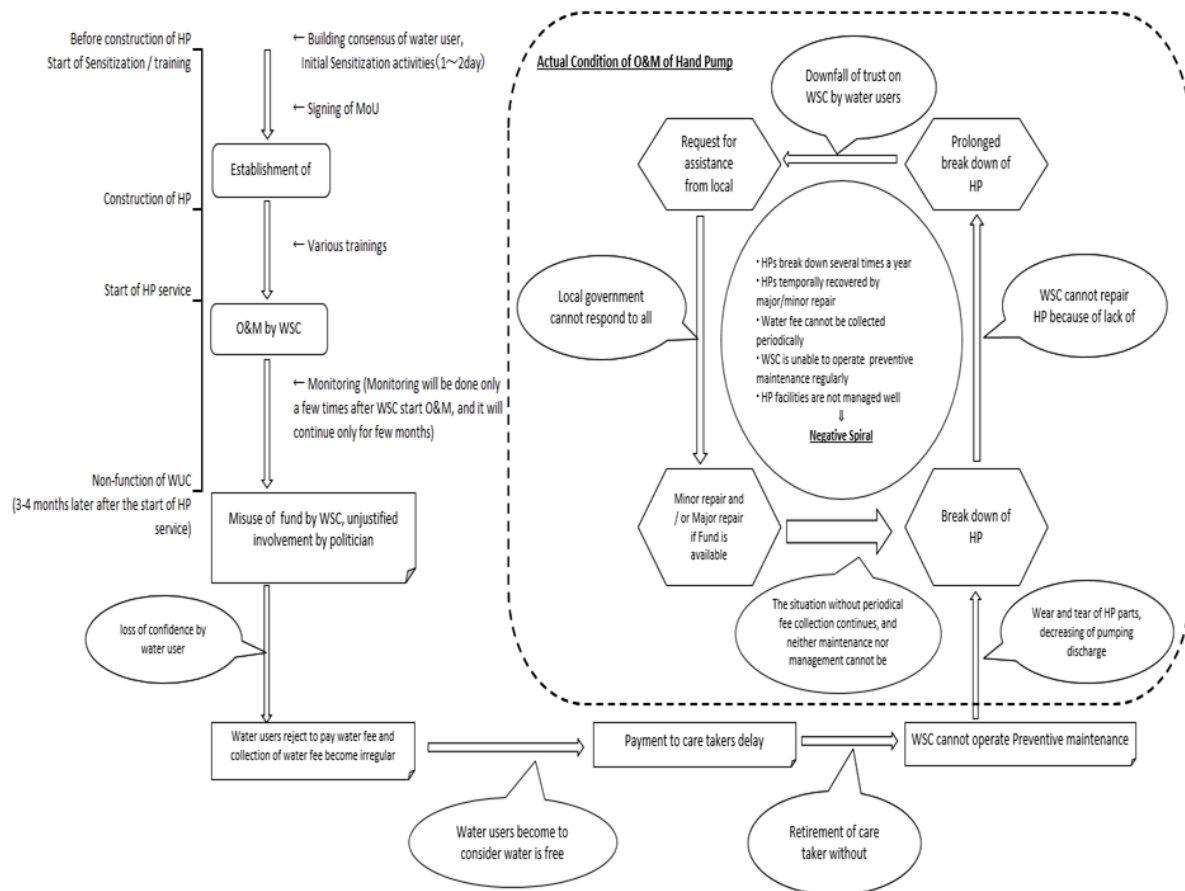 Before construction of HP
Start of Sensitization / training
← Building consensus of water user,
Initial Sensitization activities(1～2day)
← Signing of MoU
Establishment of
Construction of HP
← Various trainings
Start of HP service
O&M by WSC
← Monitoring (Monitoring will be done only
a few times after WSC start O&M, and it will
continue only for few months)
Non-function of WUC
(3-4 months later after the start of HP
service)
Misuse of fund by WSC, unjustified
involvement by politician
loss of confidence by
water user
Water users reject to pay water fee and
collection of water fee become irregular
Water users become to
consider water is free
Payment to care takers delay
Retirement of care
taker without
WSC cannot operate Preventive maintenance
Wear and tear of HP parts,
decreasing of pumping
discharge
Actual Condition of O&M of Hand Pump
Downfall of trust on
WSC by water users
Request for
assistance
from local
Prolonged
break down of
HP
Local government
cannot respond to all
・HPs break down several times a year
・HPs temporally recovered by
major/minor repair
・Water fee cannot be collected
periodically
・WSC is unable to operate preventive
maintenance regularly
・HP facilities are not managed well
⇓
Negative Spiral
WSC cannot repair
HP because of lack of
Minor repair and
/ or Major repair
if Fund is
available
Break down of
HP
The situation without periodical
fee collection continues, and
neither maintenance nor
management cannot be